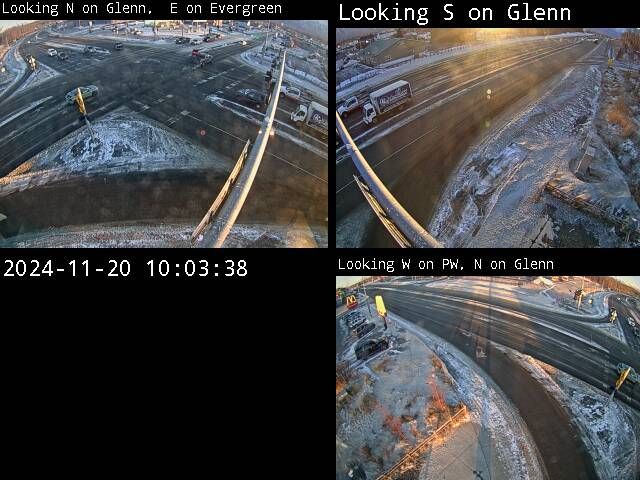 Looking N on Glenn,  E on Evergreen
Looking S on Glenn
2024-11-20 10:03:38
Looking W on PW, N on Glenn